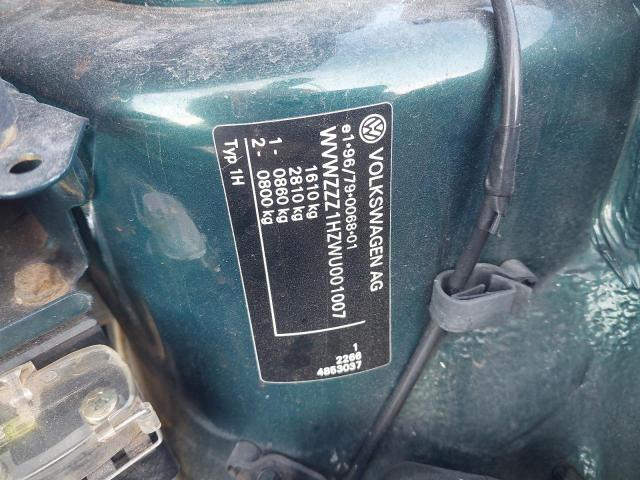 VOLKSWAGEN AG
e1*96/79*0068*01
WVWZZZ1HZWU001007
1610 kg
2810 kg
1- 0860 kg
2- 0800 kg
Typ 1H
1
2266
4853037